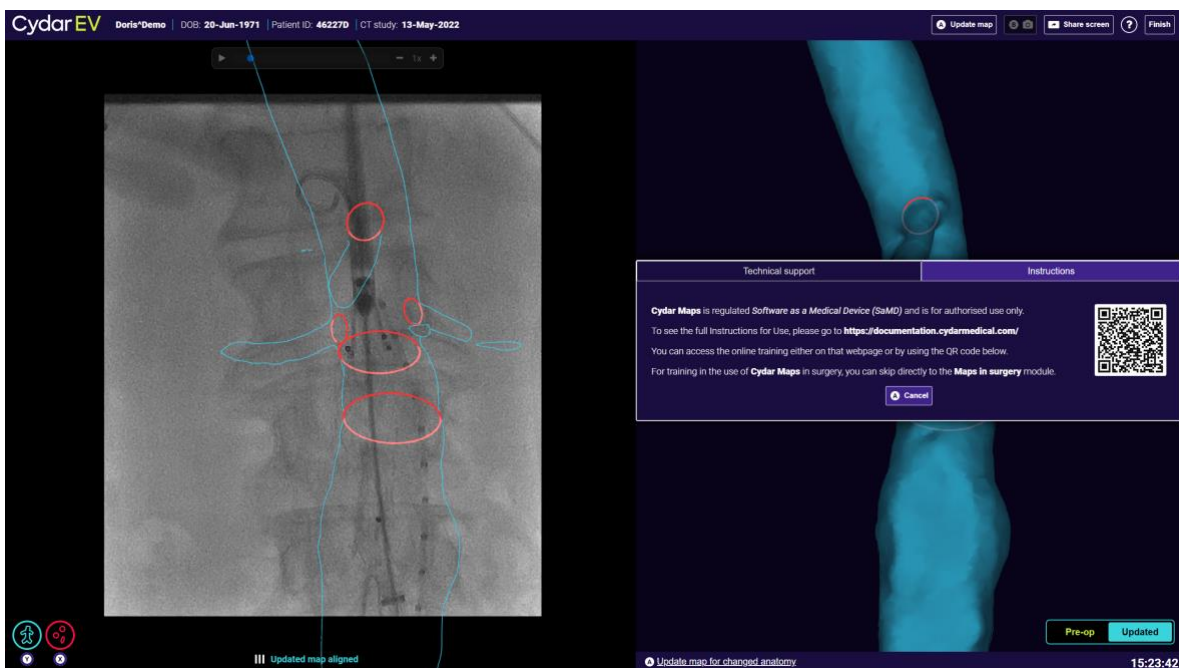 Cydar EV Doris^Demo | DOB: 20-Jun-1971 | Patient ID: 46227D | CT study: 13-May-2022
A Update map
B
Share screen
?
Finish
1x
Technical support
Instructions
Cydar Maps is regulated Software as a Medical Device (SaMD) and is for authorised use only.
To see the full Instructions for Use, please go to https://documentation.cydarmedical.com/
You can access the online training either on that webpage or by using the QR code below.
For training in the use of Cydar Maps in surgery, you can skip directly to the Maps in surgery module.
A Cancel
Pre-op
Updated
Y
X
Updated map aligned
A Update map for changed anatomy
15:23:42